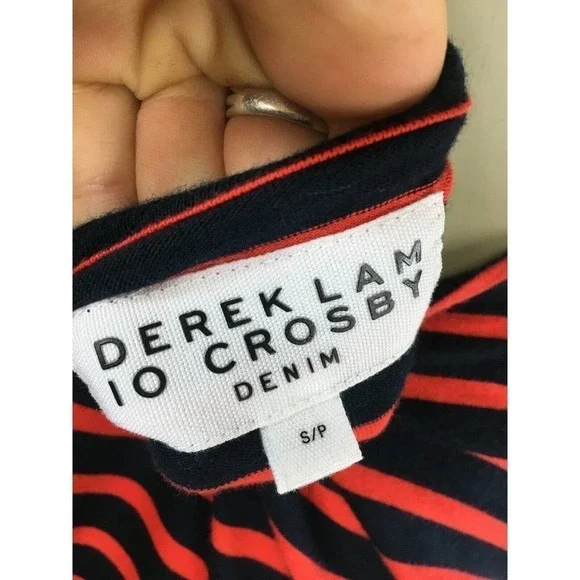 DEREK LAM
10 CROSBY
DENIM
S/P